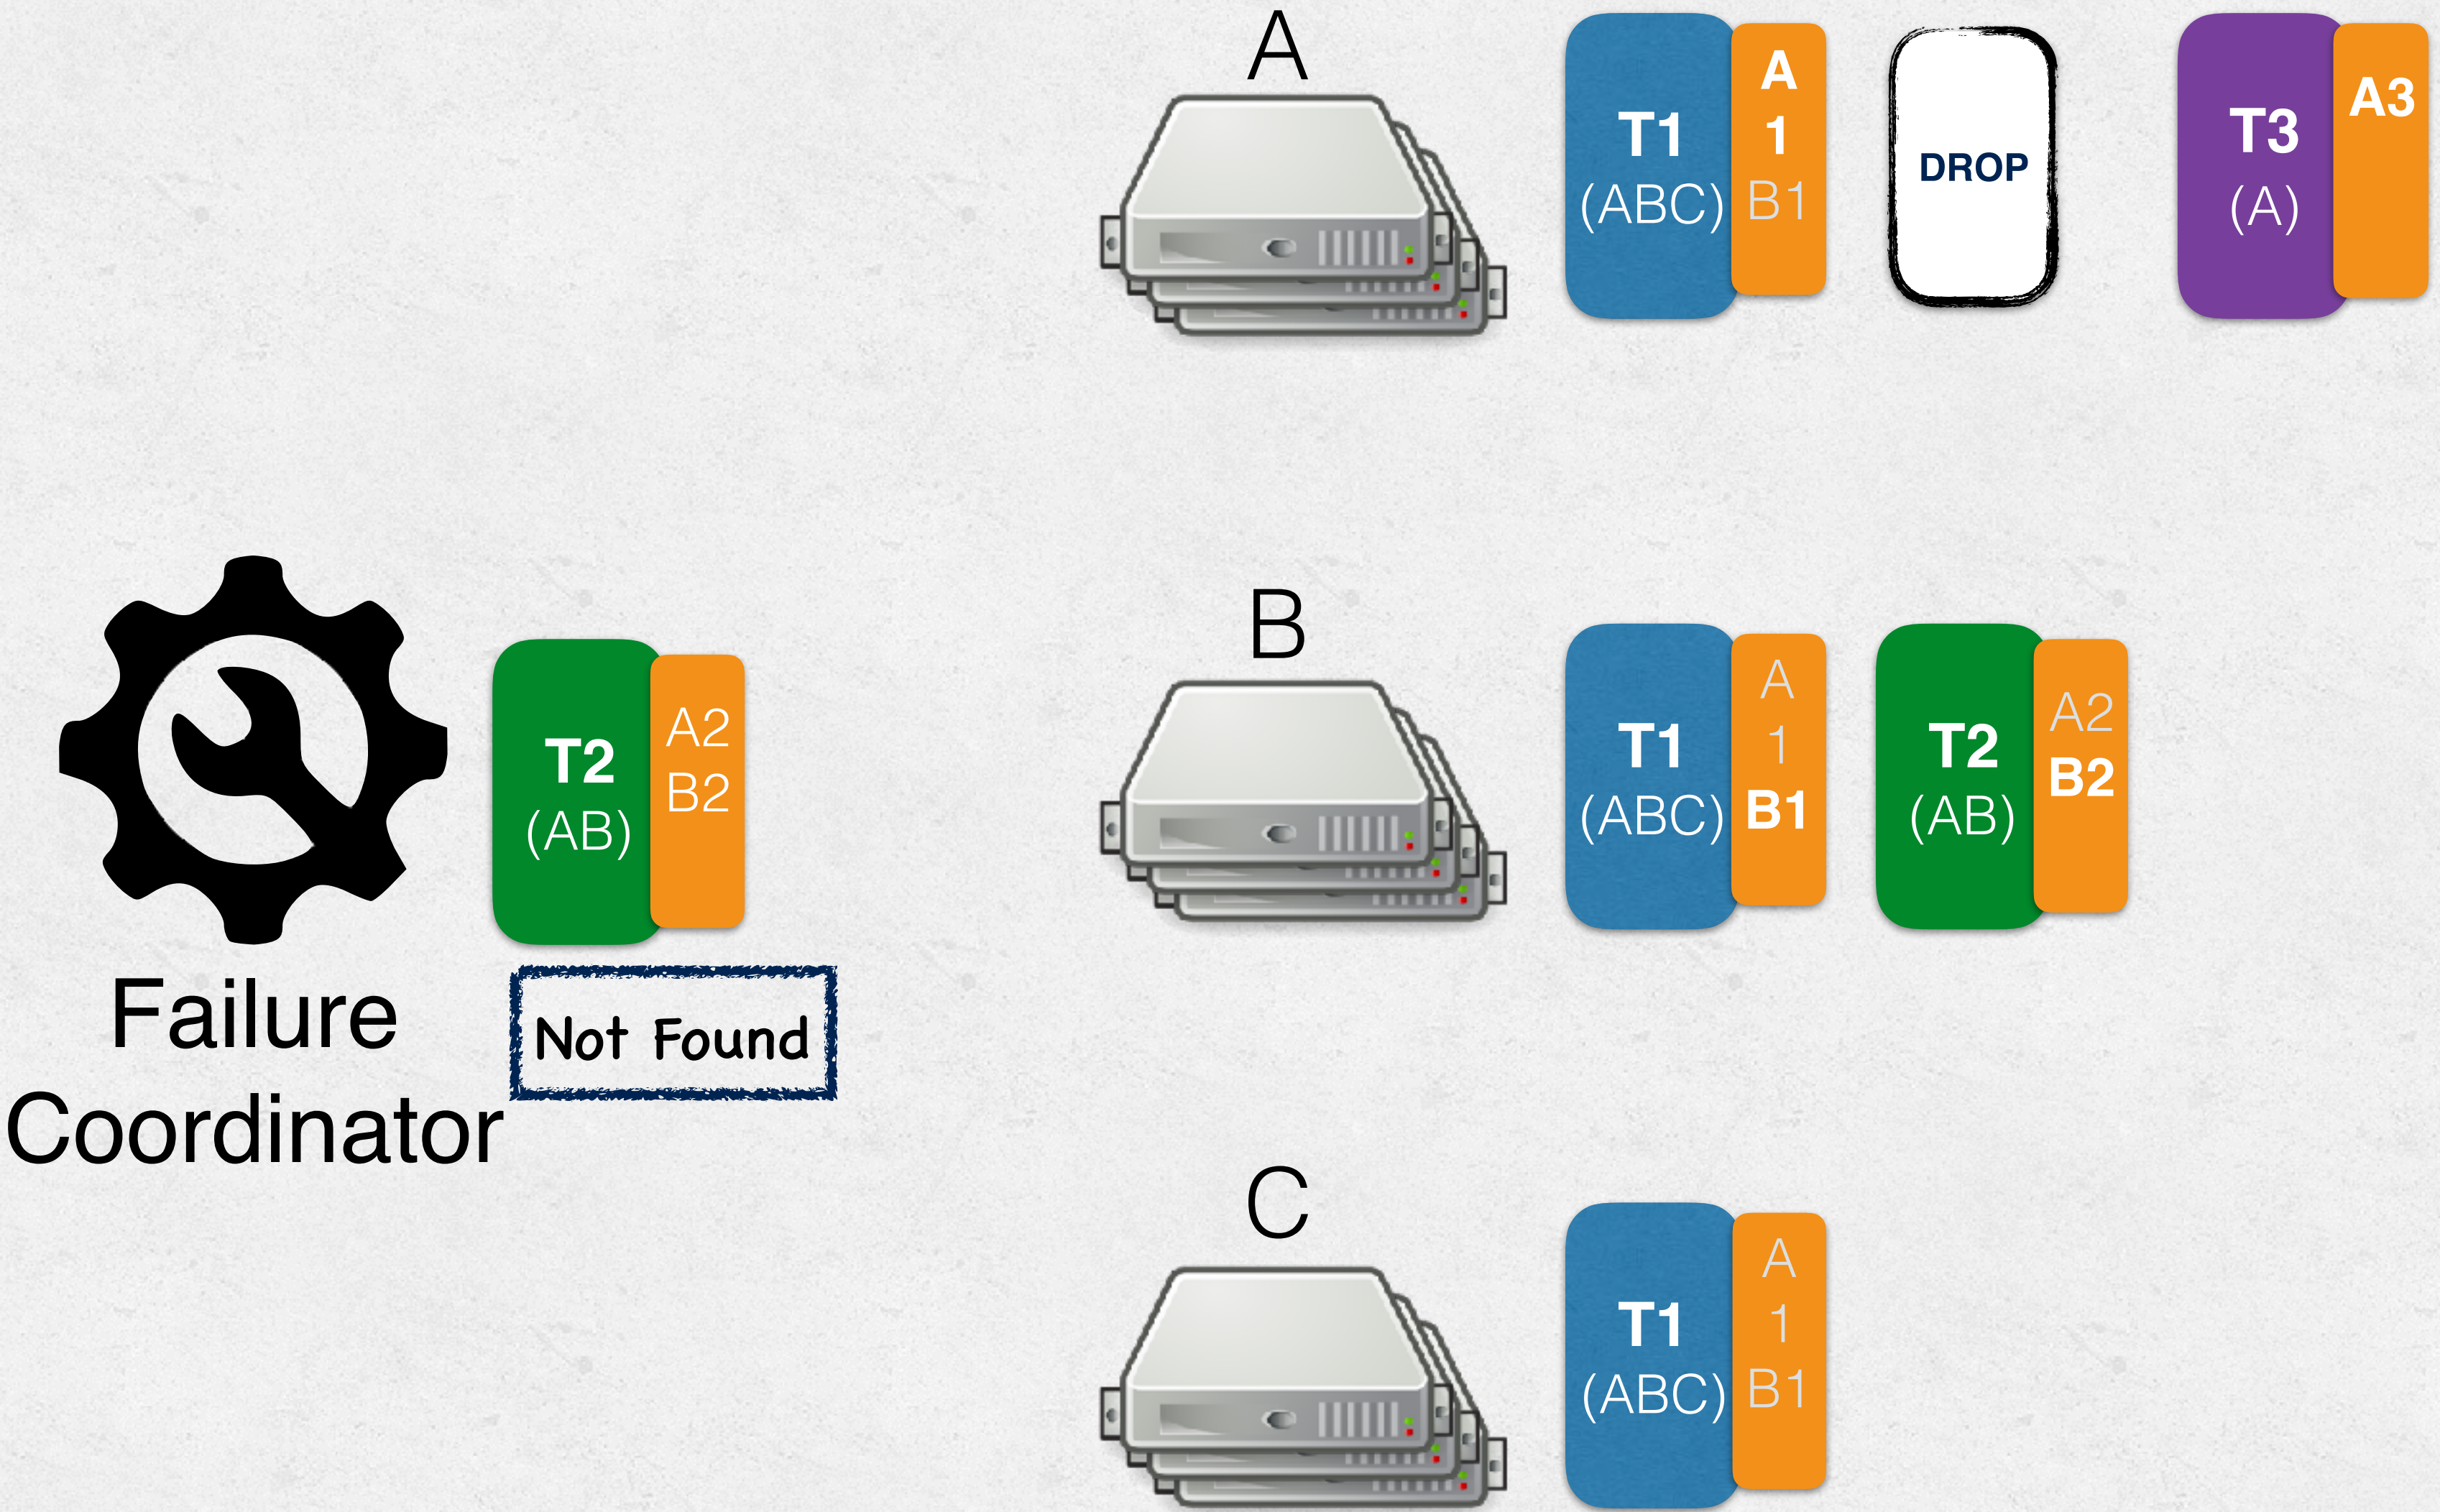 A
T1
(ABC)
A
1
B1
DROP
T3
(A)
A3
Failure
Coordinator
T2
(AB)
A2
B2
Not Found
B
T1
(ABC)
A
1
B1
T2
(AB)
A2
B2
C
T1
(ABC)
A
1
B1